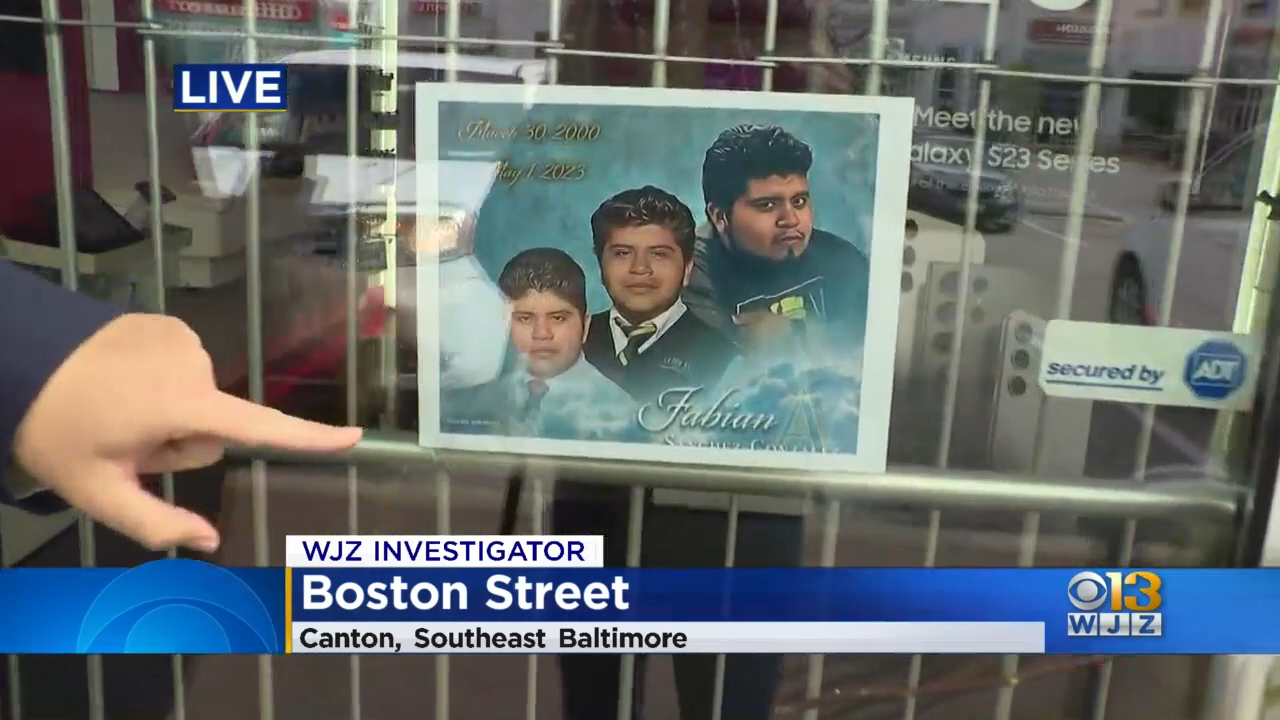 LIVE
March 30 2000
May 1 2023
Meet the new
alaxy S23 Series
secured by
ADT
Fabian
WJZ INVESTIGATOR
Boston Street
Canton, Southeast Baltimore
13
WJZ